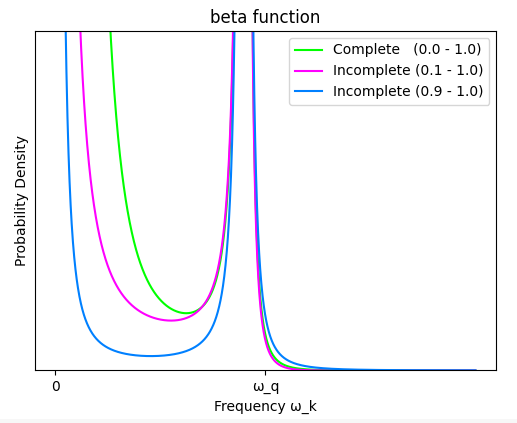 beta function
Complete   (0.0 - 1.0)
Incomplete (0.1 - 1.0)
Incomplete (0.9 - 1.0)
Probability Density
0
ω_q
Frequency ω_k